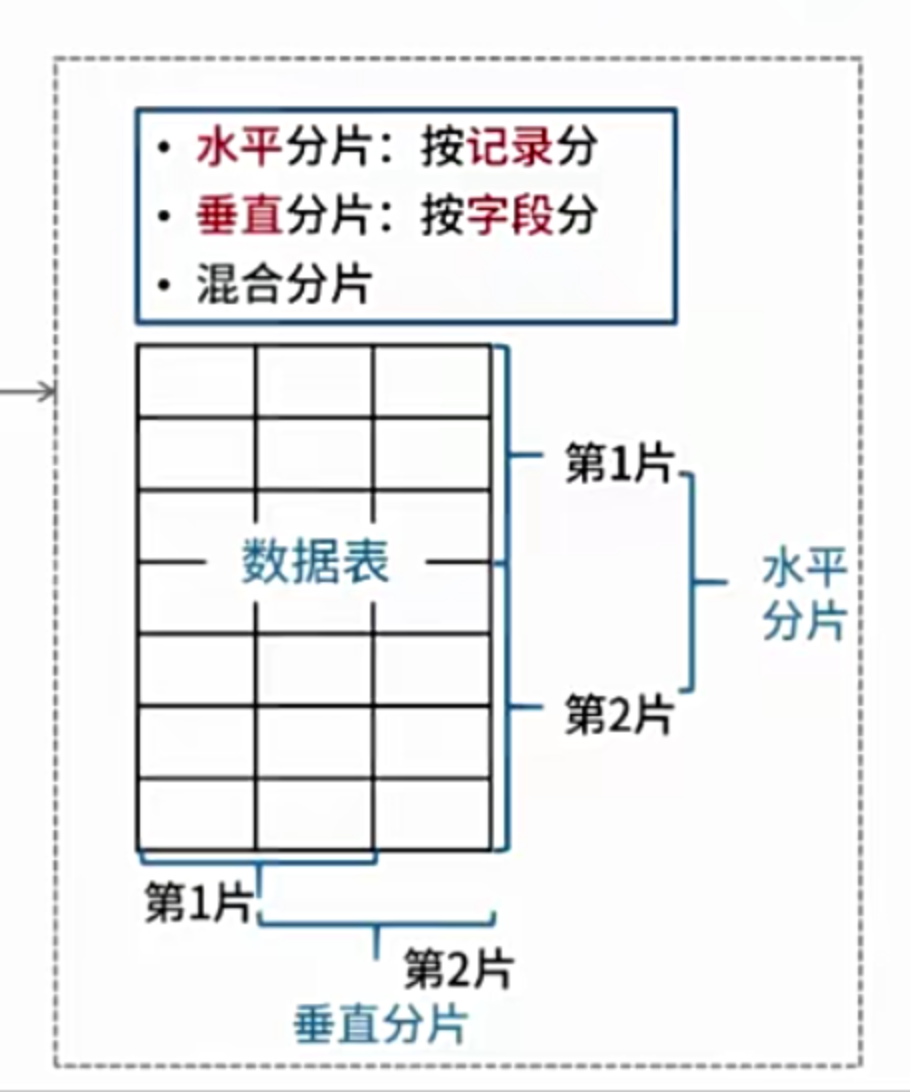 • 水平分片：按记录分
• 垂直分片：按字段分
• 混合分片
第1片
数据表
水平
分片
第2片
第1片
第2片
垂直分片